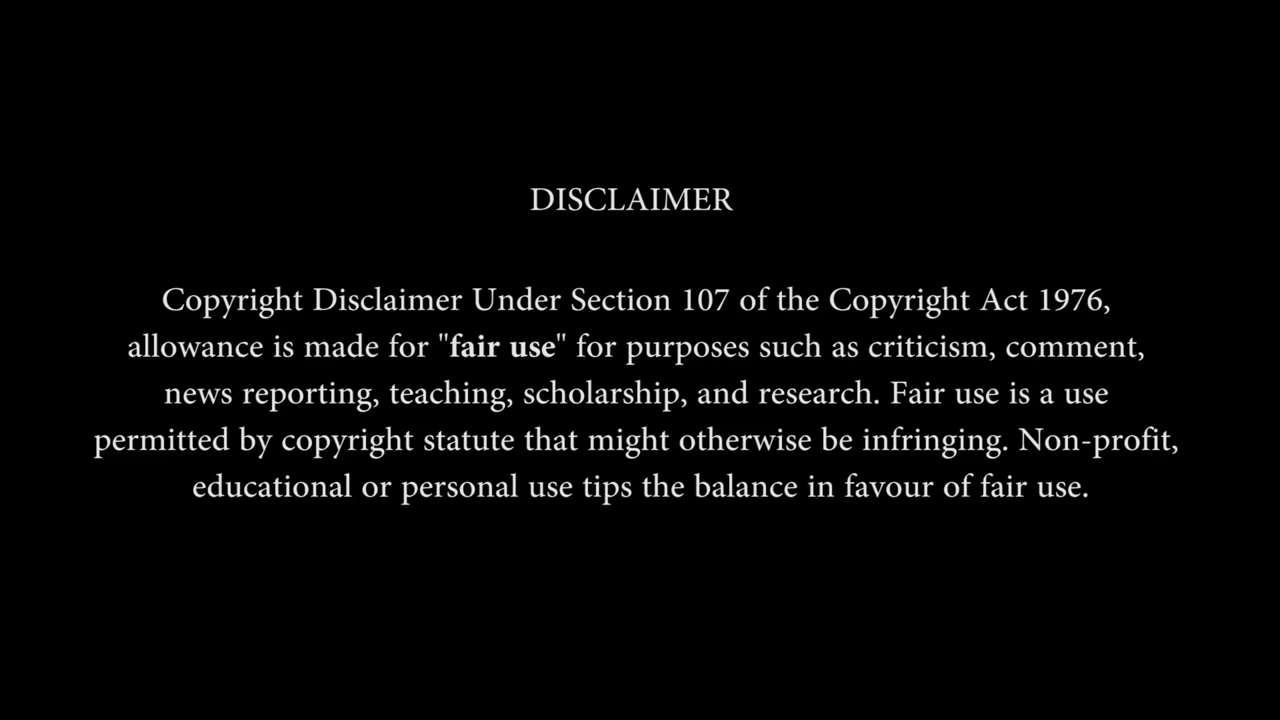 DISCLAIMER
Copyright Disclaimer Under Section 107 of the Copyright Act 1976,
allowance is made for "fair use" for purposes such as criticism, comment,
news reporting, teaching, scholarship, and research. Fair use is a use
permitted by copyright statute that might otherwise be infringing. Non-profit,
educational or personal use tips the balance in favour of fair use.